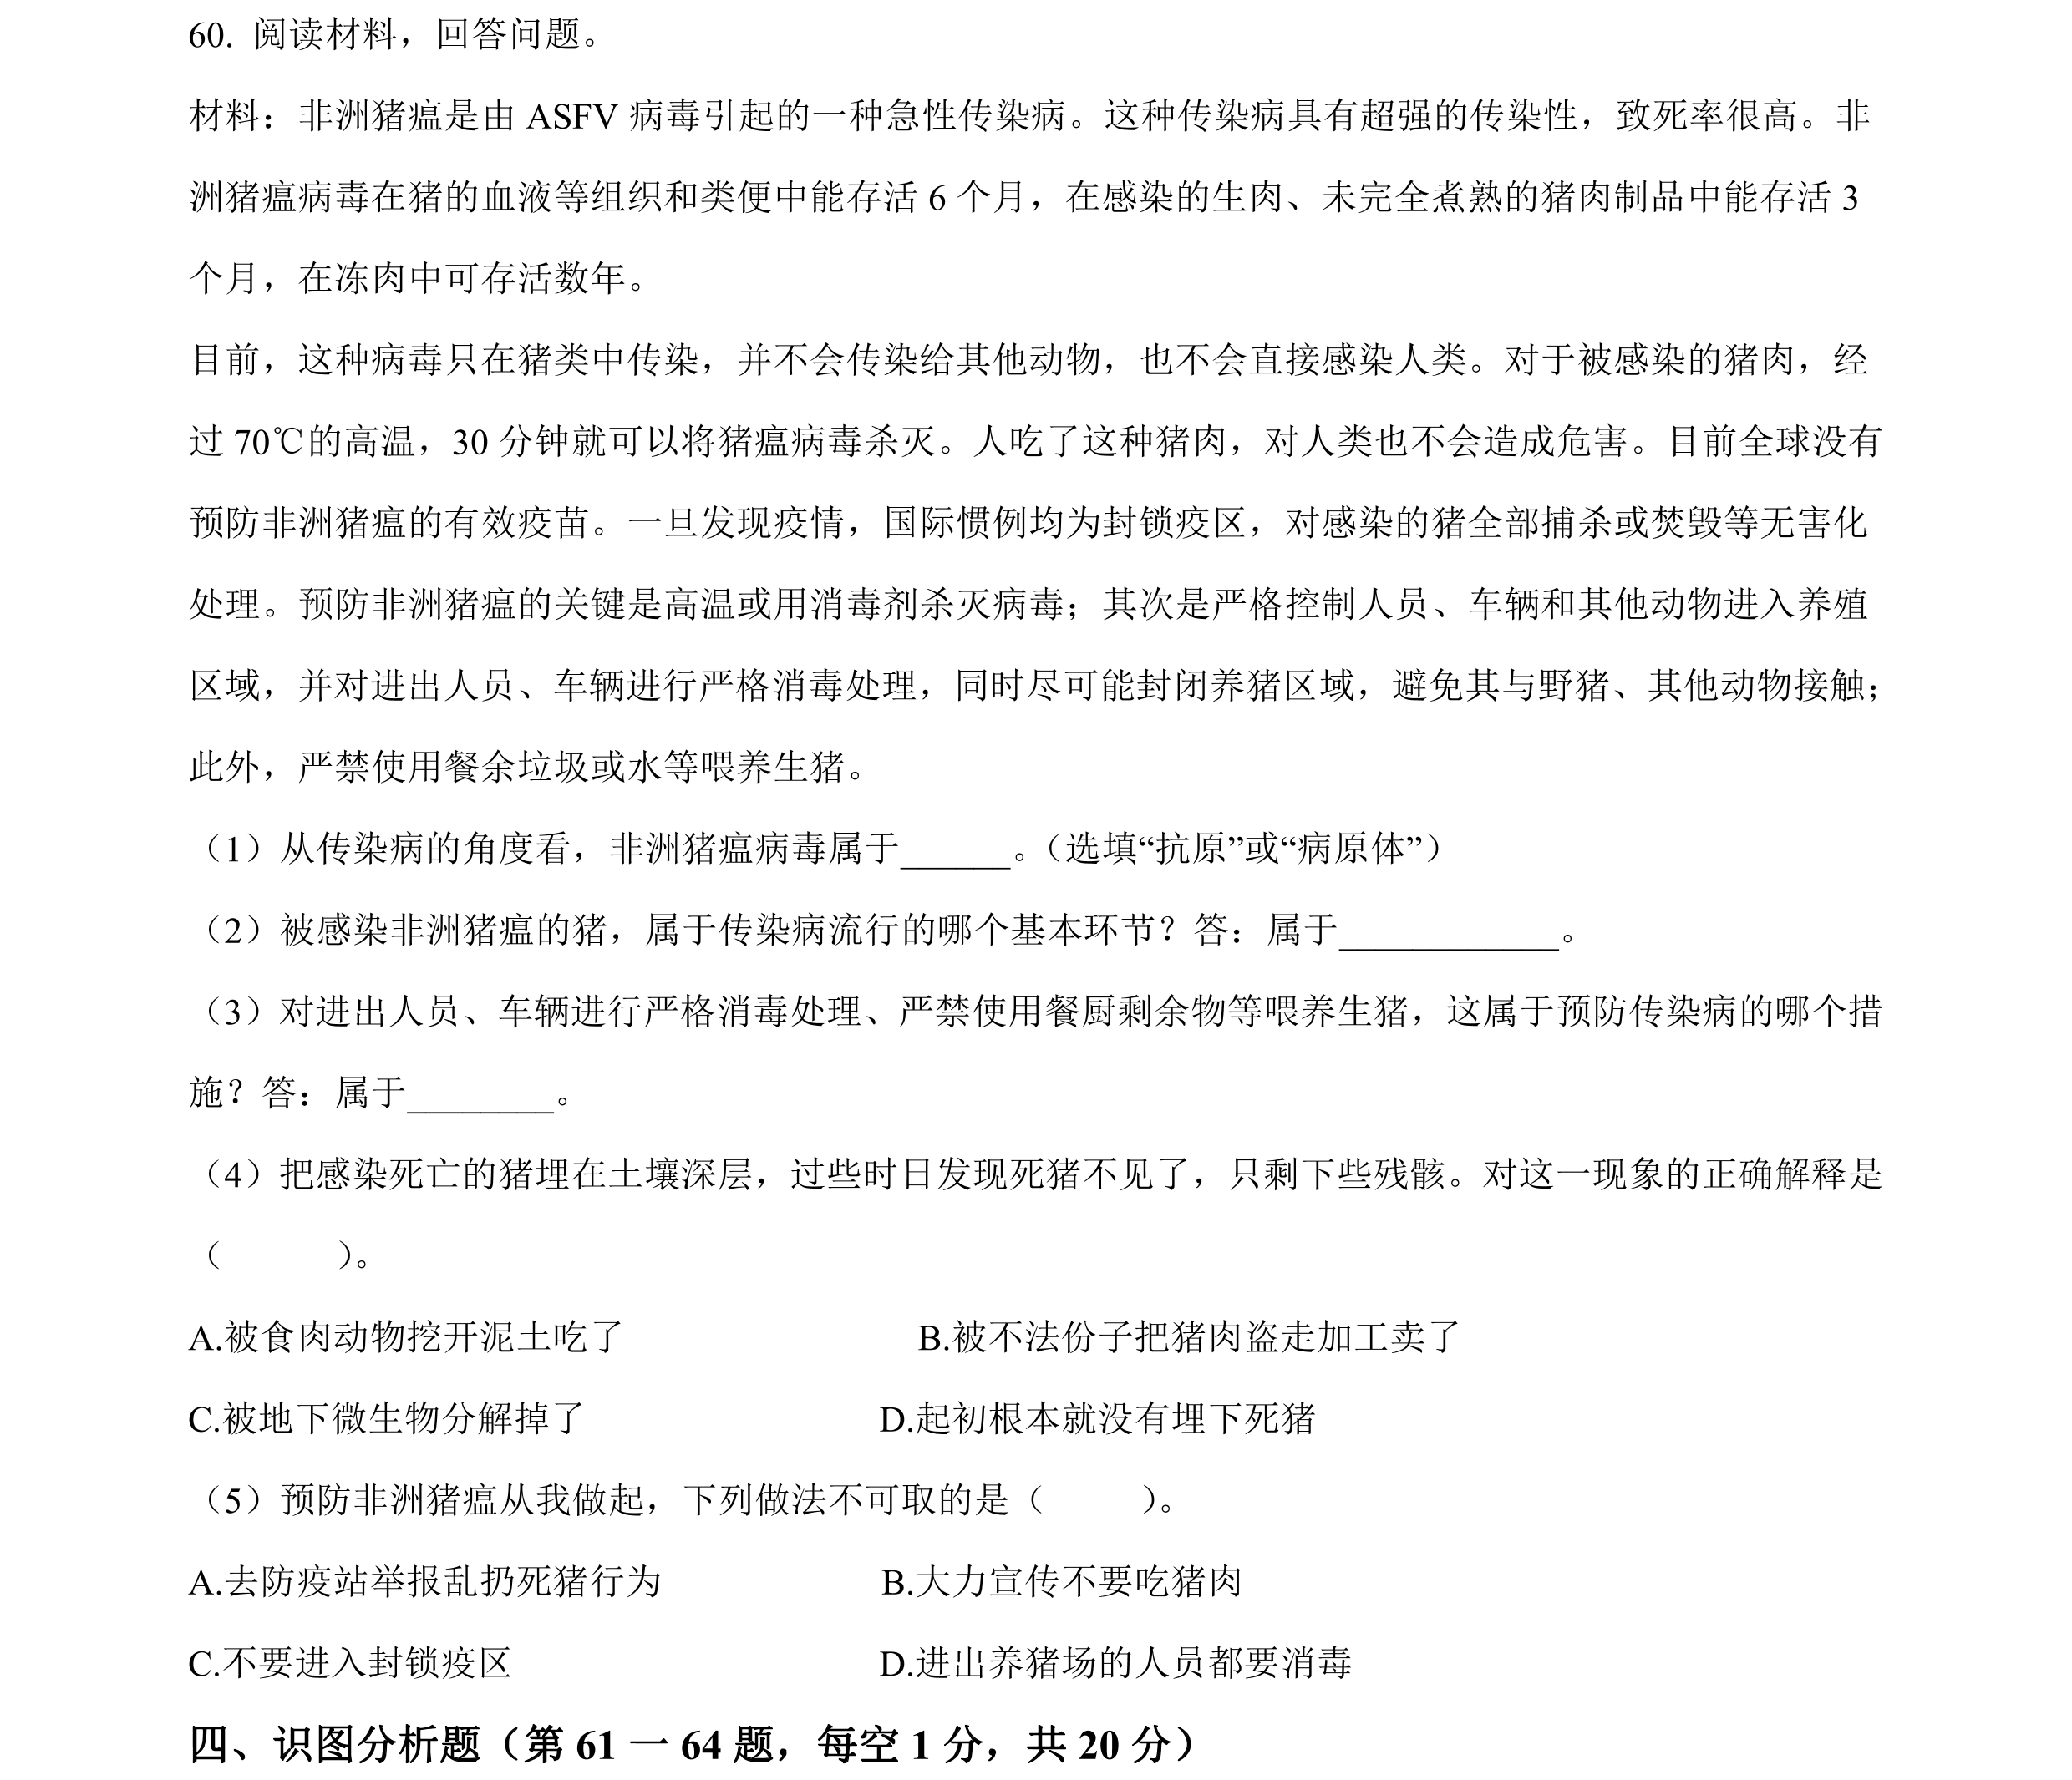 60. 阅读材料，回答问题。
材料：非洲猪瘟是由 ASFV 病毒引起的一种急性传染病。这种传染病具有超强的传染性，致死率很高。非
洲猪瘟病毒在猪的血液等组织和类便中能存活 6 个月，在感染的生肉、未完全煮熟的猪肉制品中能存活 3
个月，在冻肉中可存活数年。
目前，这种病毒只在猪类中传染，并不会传染给其他动物，也不会直接感染人类。对于被感染的猪肉，经
过 70℃的高温，30 分钟就可以将猪瘟病毒杀灭。人吃了这种猪肉，对人类也不会造成危害。目前全球没有
预防非洲猪瘟的有效疫苗。一旦发现疫情，国际惯例均为封锁疫区，对感染的猪全部捕杀或焚毁等无害化
处理。预防非洲猪瘟的关键是高温或用消毒剂杀灭病毒；其次是严格控制人员、车辆和其他动物进入养殖
区域，并对进出人员、车辆进行严格消毒处理，同时尽可能封闭养猪区域，避免其与野猪、其他动物接触；
此外，严禁使用餐余垃圾或水等喂养生猪。
（1）从传染病的角度看，非洲猪瘟病毒属于______。（选填“抗原”或“病原体”）
（2）被感染非洲猪瘟的猪，属于传染病流行的哪个基本环节？答：属于____________。
（3）对进出人员、车辆进行严格消毒处理、严禁使用餐厨剩余物等喂养生猪，这属于预防传染病的哪个措
施？答：属于________。
（4）把感染死亡的猪埋在土壤深层，过些时日发现死猪不见了，只剩下些残骸。对这一现象的正确解释是
（　　　）。
A.被食肉动物挖开泥土吃了　　　　　　　　B.被不法份子把猪肉盗走加工卖了
C.被地下微生物分解掉了　　　　　　　　D.起初根本就没有埋下死猪
（5）预防非洲猪瘟从我做起，下列做法不可取的是（　　　）。
A.去防疫站举报乱扔死猪行为　　　　　　B.大力宣传不要吃猪肉
C.不要进入封锁疫区　　　　　　　　　　D.进出养猪场的人员都要消毒
四、识图分析题（第 61 一 64 题，每空 1 分，共 20 分）